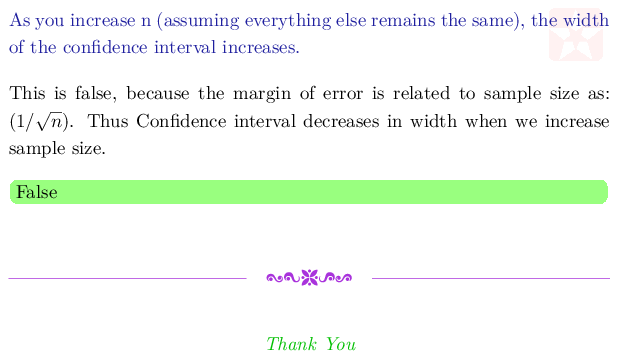 As you increase n (assuming everything else remains the same), the width
of the confidence interval increases.
This is false, because the margin of error is related to sample size as:
(1/√n). Thus Confidence interval decreases in width when we increase
sample size.
False
Thank You